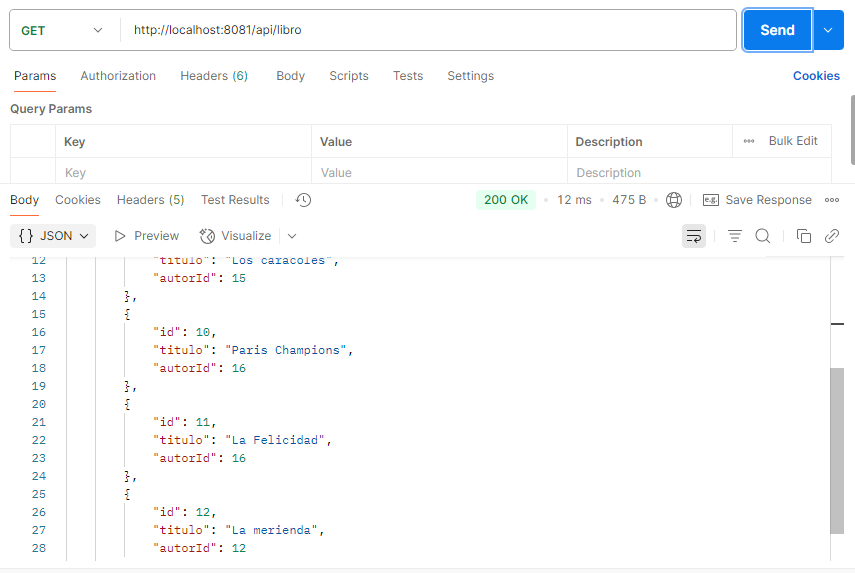 GET http://localhost:8081/api/libro Send
Params Authorization Headers (6) Body Scripts Tests Settings Cookies
Query Params
Key Value Description Bulk Edit
Key Value Description
Body Cookies Headers (5) Test Results 200 OK 12 ms 475 B e.g. Save Response
{} JSON Preview Visualize
12 "titulo": "Los caracoles",
13 "autorId": 15
14 },
15 {
16 "id": 10,
17 "titulo": "Paris Champions",
18 "autorId": 16
19 },
20 {
21 "id": 11,
22 "titulo": "La Felicidad",
23 "autorId": 16
24 },
25 {
26 "id": 12,
27 "titulo": "La merienda",
28 "autorId": 12